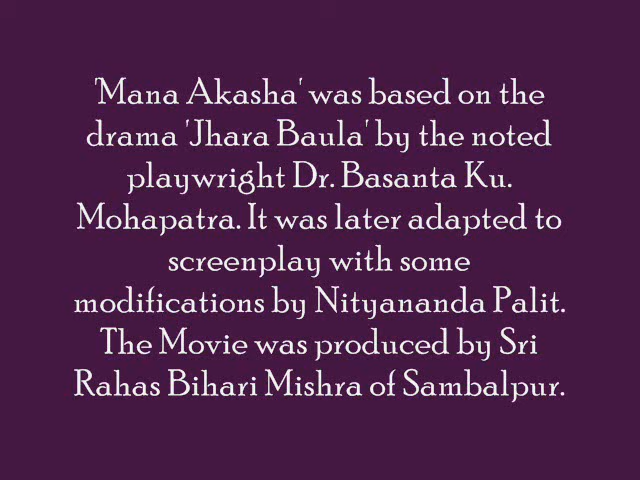 'Mana Akasha' was based on the
drama 'Jhara Baula' by the noted
playwright Dr. Basanta Ku.
Mohapatra. It was later adapted to
screenplay with some
modifications by Nityananda Palit.
The Movie was produced by Sri
Rahas Bihari Mishra of Sambalpur.